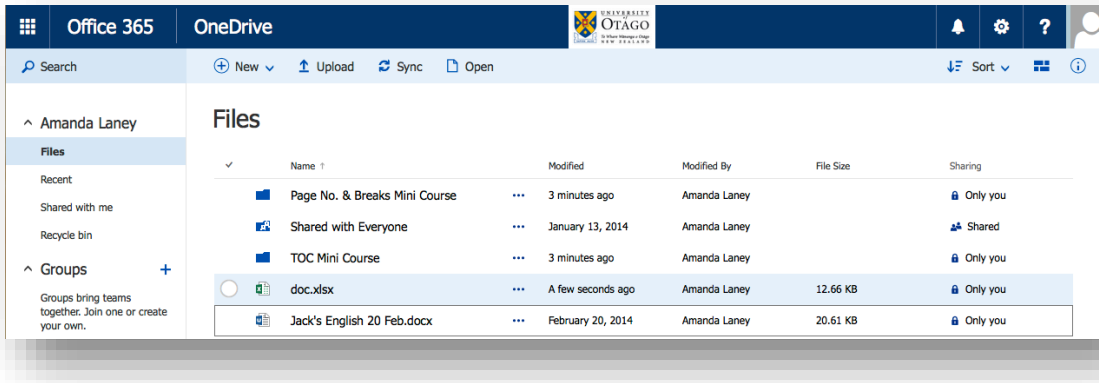 Office 365 OneDrive UNIVERSITY of OTAGO Te Whare Wānanga o Otāgo NEW ZEALAND ?
Search New Upload Sync Open Sort
Amanda Laney
Files
Recent
Shared with me
Recycle bin
Groups +
Groups bring teams
together. Join one or create
your own.
Files
Name ↑ Modified Modified By File Size Sharing
Page No. & Breaks Mini Course ... 3 minutes ago Amanda Laney Only you
Shared with Everyone ... January 13, 2014 Amanda Laney Shared
TOC Mini Course ... 3 minutes ago Amanda Laney Only you
doc.xlsx ... A few seconds ago Amanda Laney 12.66 KB Only you
Jack's English 20 Feb.docx ... February 20, 2014 Amanda Laney 20.61 KB Only you